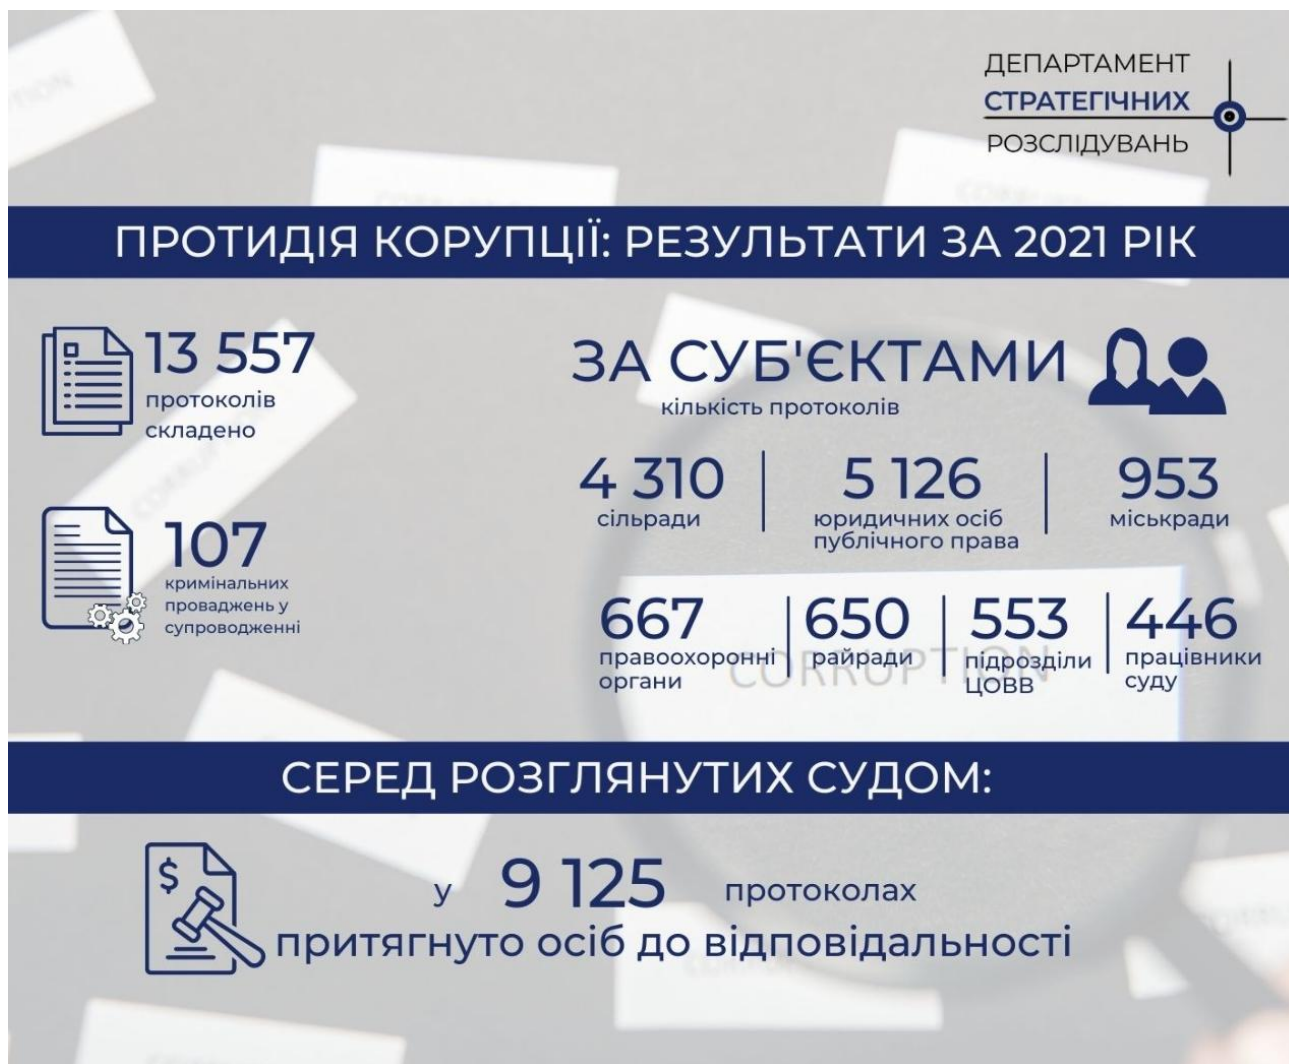 ДЕПАРТАМЕНТ
СТРАТЕГІЧНИХ
РОЗСЛІДУВАНЬ
ПРОТИДІЯ КОРУПЦІЇ: РЕЗУЛЬТАТИ ЗА 2021 РІК
13 557
протоколів
складено
107
кримінальних
проваджень у
супроводженні
ЗА СУБ'ЄКТАМИ
кількість протоколів
4 310
сільради
5 126
юридичних осіб
публічного права
953
міськради
667
правоохоронні
органи
650
райради
553
підрозділи
ЦОВВ
446
працівники
суду
CORRUPTION
СЕРЕД РОЗГЛЯНУТИХ СУДОМ:
у 9 125 протоколах
притягнуто осіб до відповідальності